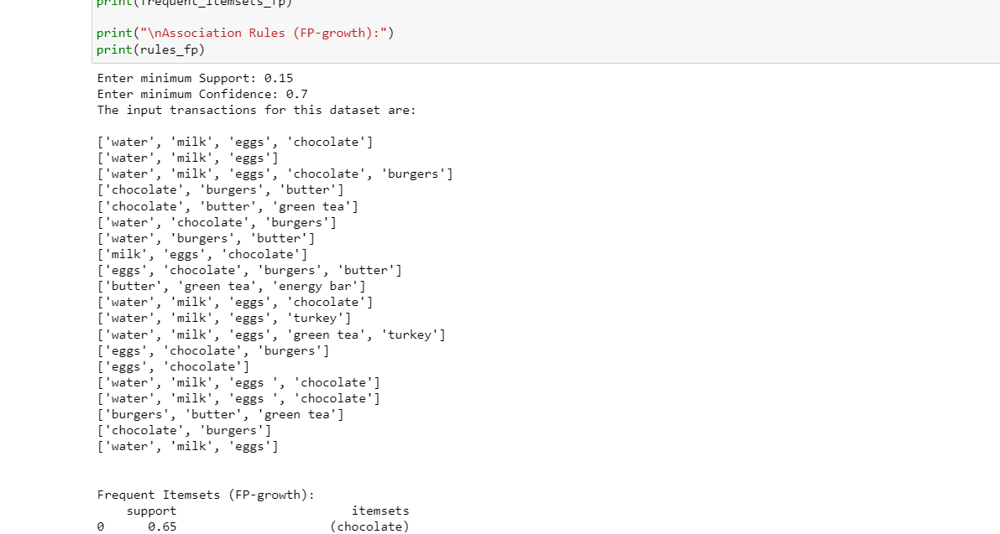 print(frequent_itemsets_fp)
print("\nAssociation Rules (FP-growth):")
print(rules_fp)
Enter minimum Support: 0.15
Enter minimum Confidence: 0.7
The input transactions for this dataset are:
['water', 'milk', 'eggs', 'chocolate']
['water', 'milk', 'eggs']
['water', 'milk', 'eggs', 'chocolate', 'burgers']
['chocolate', 'burgers', 'butter']
['chocolate', 'butter', 'green tea']
['water', 'chocolate', 'burgers']
['water', 'burgers', 'butter']
['milk', 'eggs', 'chocolate']
['eggs', 'chocolate', 'burgers', 'butter']
['butter', 'green tea', 'energy bar']
['water', 'milk', 'eggs', 'chocolate']
['water', 'milk', 'eggs', 'turkey']
['water', 'milk', 'eggs', 'green tea', 'turkey']
['eggs', 'chocolate', 'burgers']
['eggs', 'chocolate']
['water', 'milk', 'eggs ', 'chocolate']
['water', 'milk', 'eggs ', 'chocolate']
['burgers', 'butter', 'green tea']
['chocolate', 'burgers']
['water', 'milk', 'eggs']
Frequent Itemsets (FP-growth):
support itemsets
0 0.65 (chocolate)